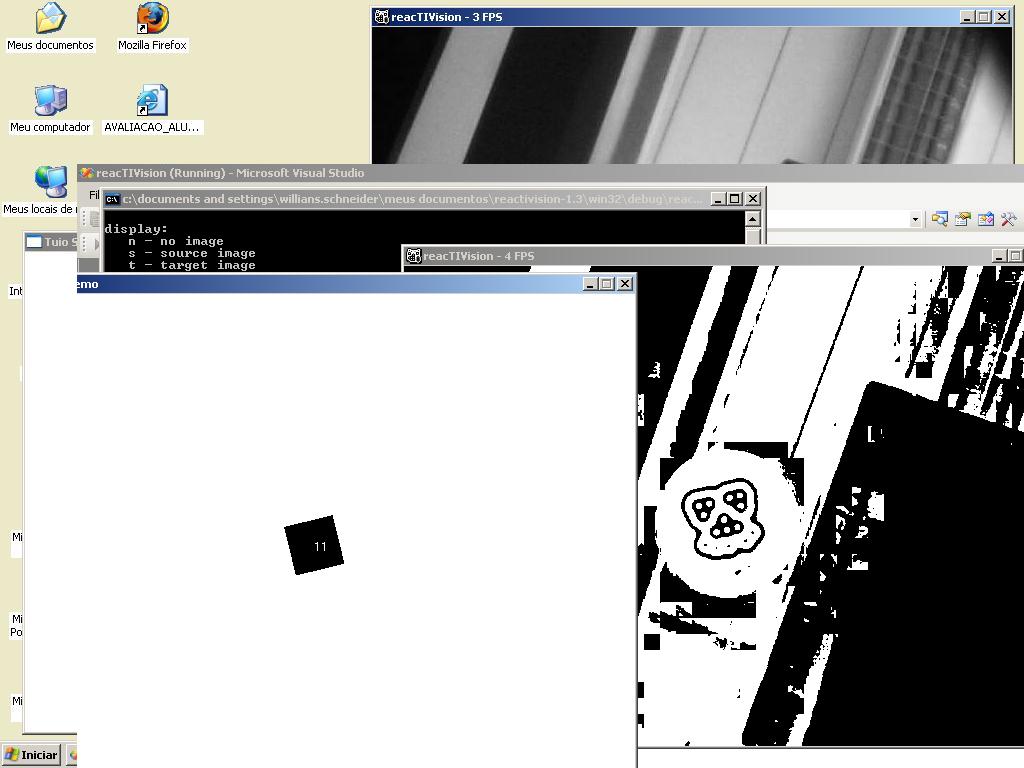 Meus documentos
Mozilla Firefox
reacTIVision - 3 FPS
Meu computador
AVALIACAO_ALU...
reacTIVision (Running) - Microsoft Visual Studio
Fil
c:\documents and settings\willians.schneider\meus documentos\reactivision-1.3\win32\debug\reac...
Meus locais de
display:
n - no image
s - source image
t - target image
Tuio S
reacTIVision - 4 FPS
emo
Int
11
Mi
Mi
Po
Mi
Iniciar